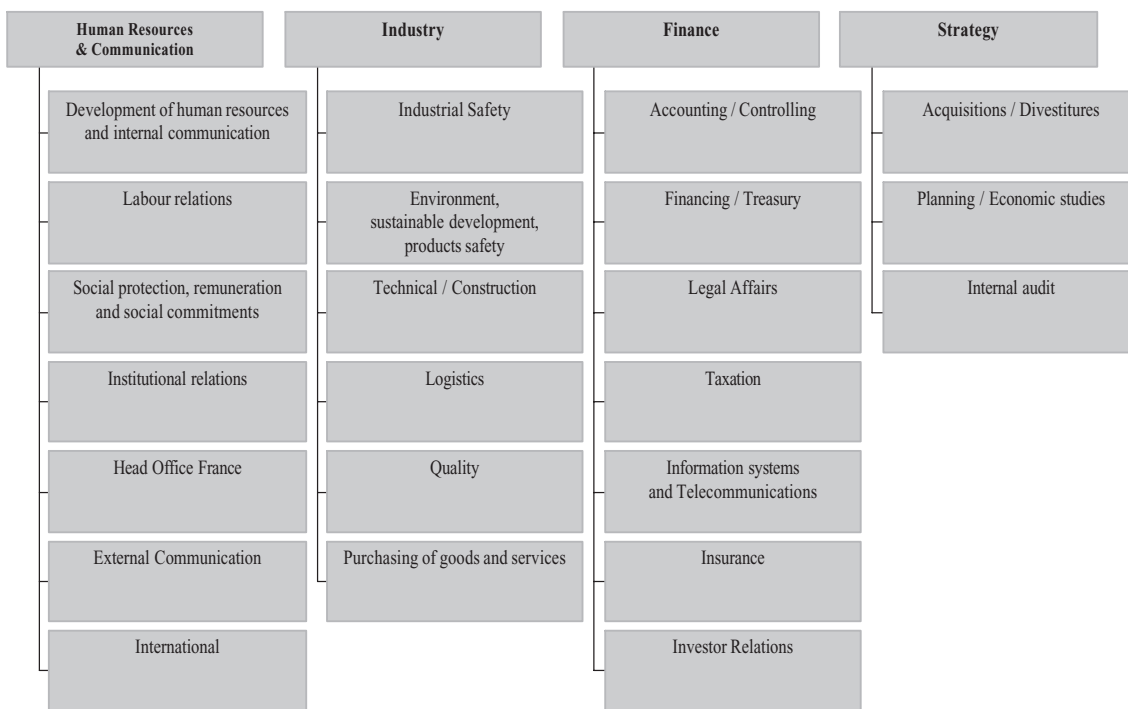 Human Resources
& Communication
Development of human resources
and internal communication
Labour relations
Social protection, remuneration
and social commitments
Institutional relations
Head Office France
External Communication
International
Industry
Industrial Safety
Environment,
sustainable development,
products safety
Technical / Construction
Logistics
Quality
Purchasing of goods and services
Finance
Accounting / Controlling
Financing / Treasury
Legal Affairs
Taxation
Information systems
and Telecommunications
Insurance
Investor Relations
Strategy
Acquisitions / Divestitures
Planning / Economic studies
Internal audit